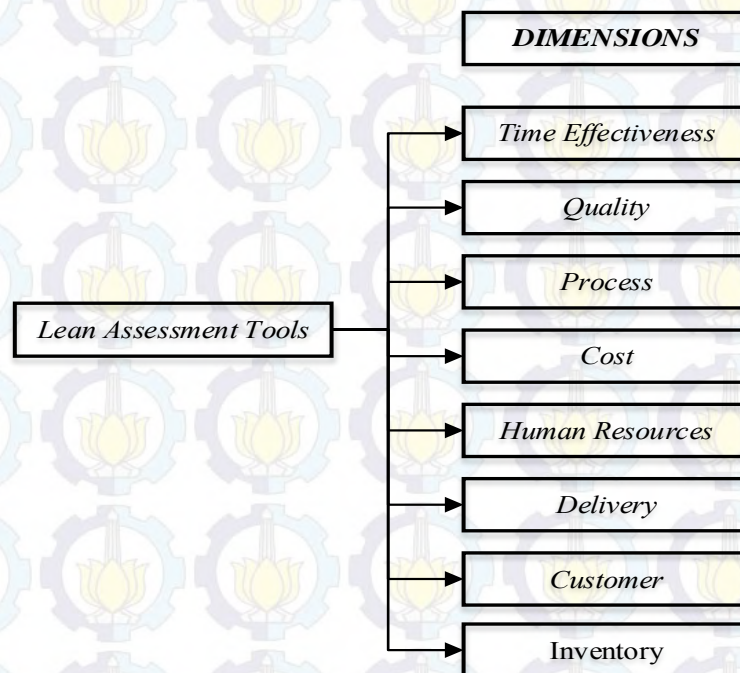 DIMENSIONS
Time Effectiveness
Quality
Process
Lean Assessment Tools
Cost
Human Resources
Delivery
Customer
Inventory